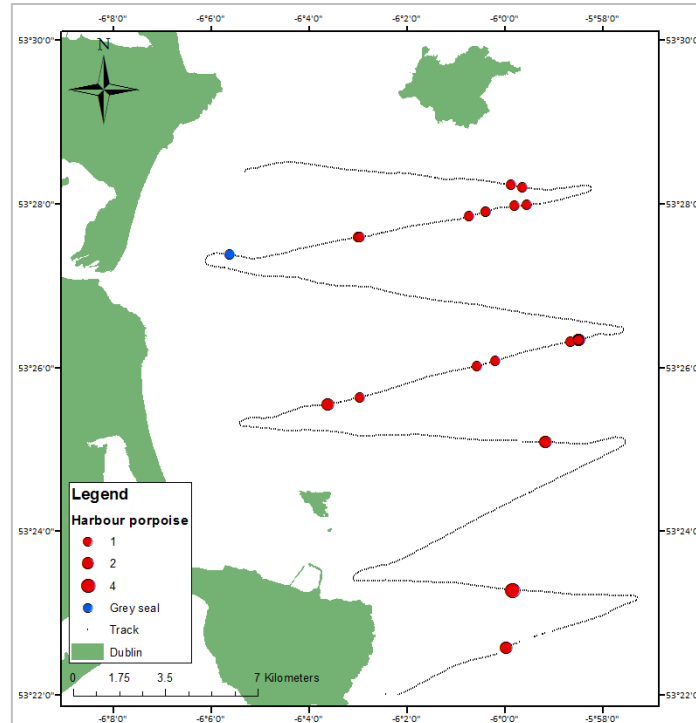 -6°8'0" -6°6'0" -6°4'0" -6°2'0" -6°0'0" -5°58'0"
53°30'0" 53°30'0"
N
53°28'0" 53°28'0"
53°26'0" 53°26'0"
53°24'0" 53°24'0"
Legend
Harbour porpoise
1
2
4
Grey seal
Track
Dublin
0 1.75 3.5 7 Kilometers
53°22'0" 53°22'0"
-6°8'0" -6°6'0" -6°4'0" -6°2'0" -6°0'0" -5°58'0"